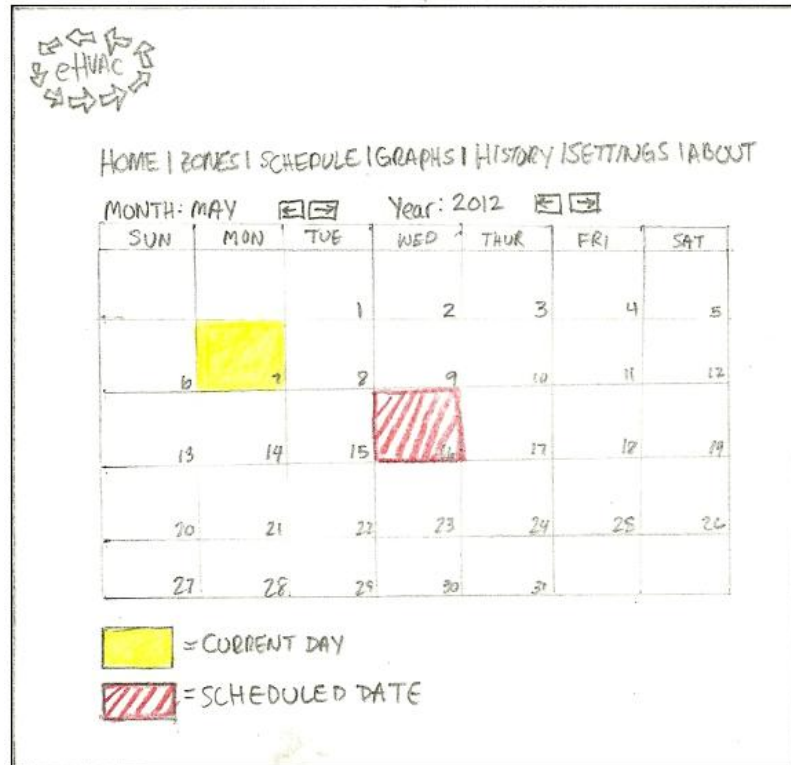 eHVAC
HOME | ZONES | SCHEDULE | GRAPHS | HISTORY | SETTINGS | ABOUT
MONTH: MAY ← → Year: 2012 ← →
SUN MON TUE WED THUR FRI SAT
1 2 3 4 5
6 7 8 9 10 11 12
13 14 15 16 17 18 19
20 21 22 23 24 25 26
27 28 29 30 31
= CURRENT DAY
= SCHEDULED DATE